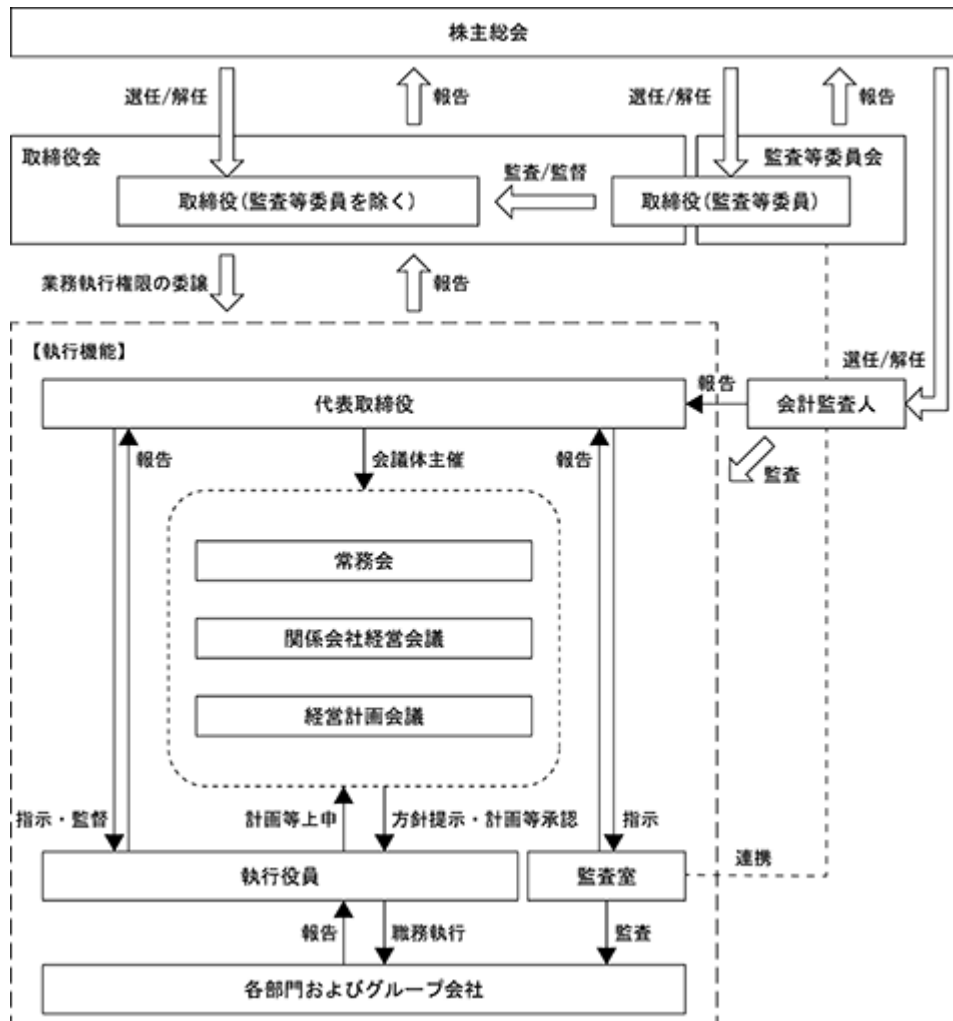 株主総会
選任/解任
報告
選任/解任
報告
取締役会
監査等委員会
監査/監督
取締役(監査等委員を除く)
取締役(監査等委員)
業務執行権限の委譲
報告
【執行機能】
選任/解任
報告
代表取締役
会計監査人
報告
会議体主催
報告
監査
常務会
関係会社経営会議
経営計画会議
指示・監督
計画等上申
方針提示・計画等承認
指示
連携
執行役員
監査室
報告
職務執行
監査
各部門およびグループ会社